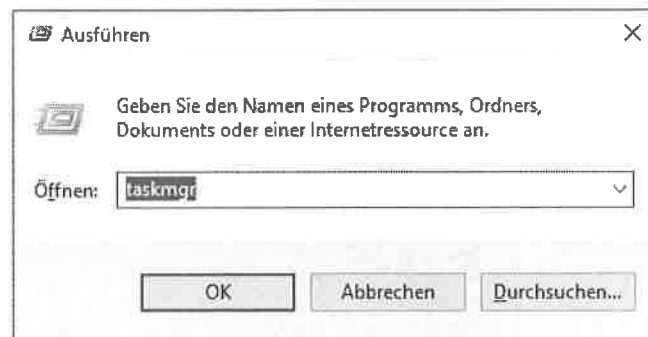 Ausführen
Geben Sie den Namen eines Programms, Ordners,
Dokuments oder einer Internetressource an.
Öffnen: taskmgr
OK Abbrechen Durchsuchen...